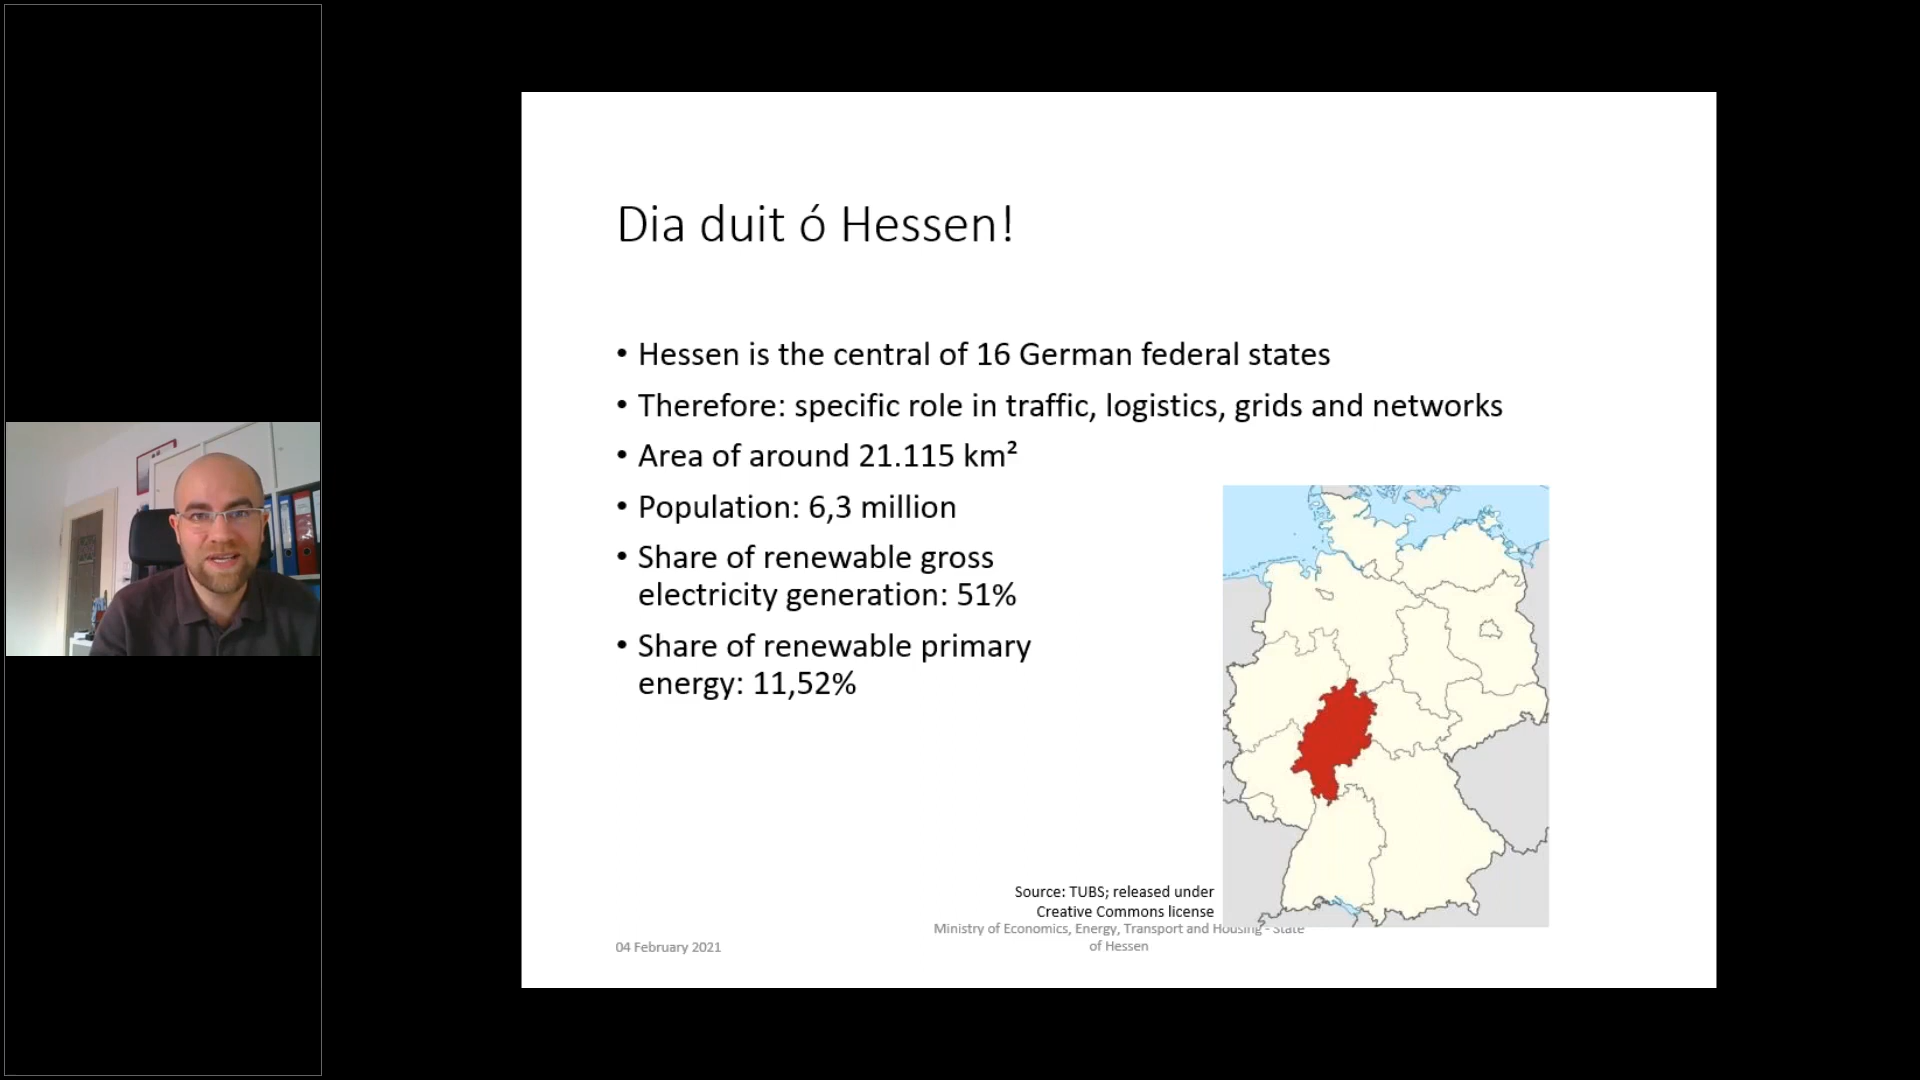 Dia duit ó Hessen!
• Hessen is the central of 16 German federal states
• Therefore: specific role in traffic, logistics, grids and networks
• Area of around 21.115 km²
• Population: 6,3 million
• Share of renewable gross
electricity generation: 51%
• Share of renewable primary
energy: 11,52%
Source: TUBS; released under
Creative Commons license
Ministry of Economics, Energy, Transport and Housing - State
of Hessen
04 February 2021